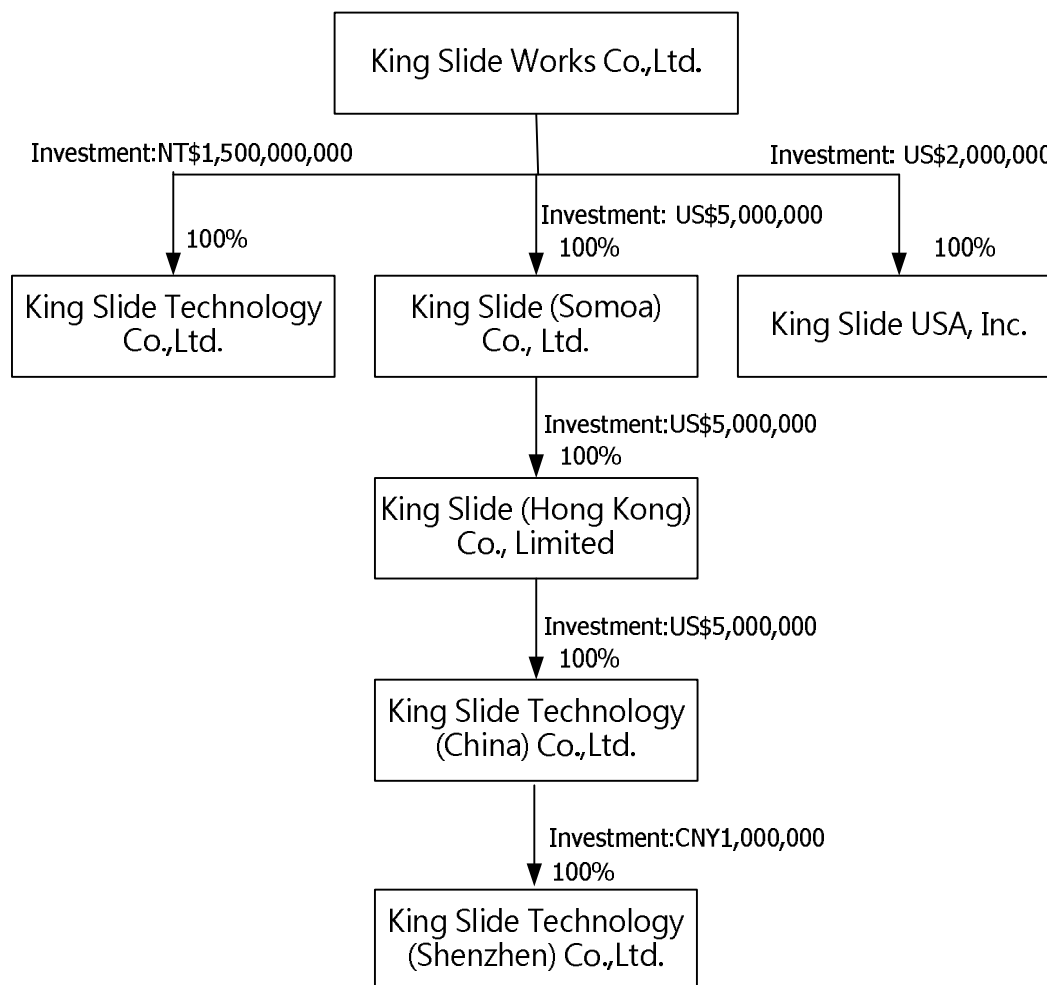 King Slide Works Co.,Ltd.
Investment:NT$1,500,000,000
Investment: US$2,000,000
Investment: US$5,000,000
100%
100%
100%
King Slide Technology
Co.,Ltd.
King Slide (Somoa)
Co., Ltd.
King Slide USA, Inc.
Investment:US$5,000,000
100%
King Slide (Hong Kong)
Co., Limited
Investment:US$5,000,000
100%
King Slide Technology
(China) Co.,Ltd.
Investment:CNY1,000,000
100%
King Slide Technology
(Shenzhen) Co.,Ltd.